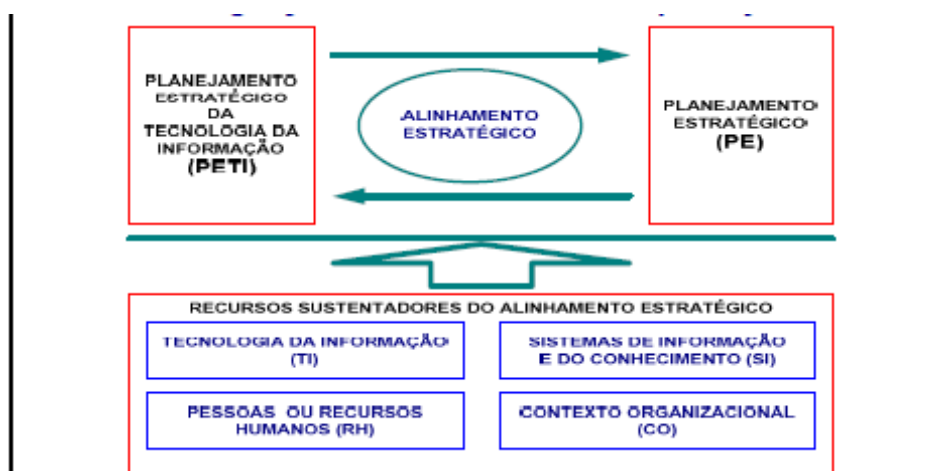 PLANEJAMENTO
ESTRATÉGICO
DA
TECNOLOGIA DA
INFORMAÇÃO
(PETI)
ALINHAMENTO
ESTRATÉGICO
PLANEJAMENTO
ESTRATÉGICO
(PE)
RECURSOS SUSTENTADORES DO ALINHAMENTO ESTRATÉGICO
TECNOLOGIA DA INFORMAÇÃO
(TI)
SISTEMAS DE INFORMAÇÃO
E DO CONHECIMENTO (SI)
PESSOAS OU RECURSOS
HUMANOS (RH)
CONTEXTO ORGANIZACIONAL
(CO)